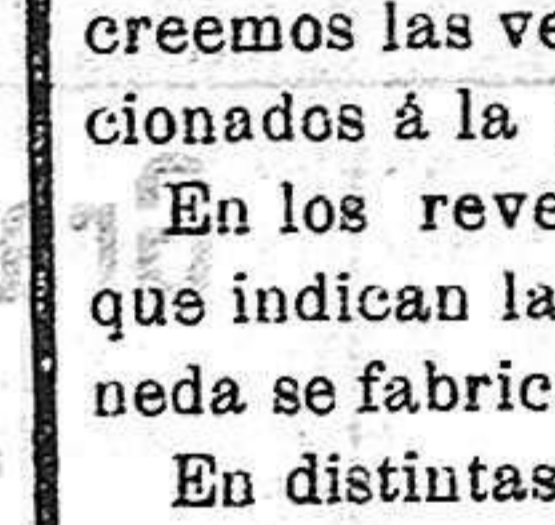 creemos las ve
cionados á la
En los reve
que indican la
neda se fabric
En distintas